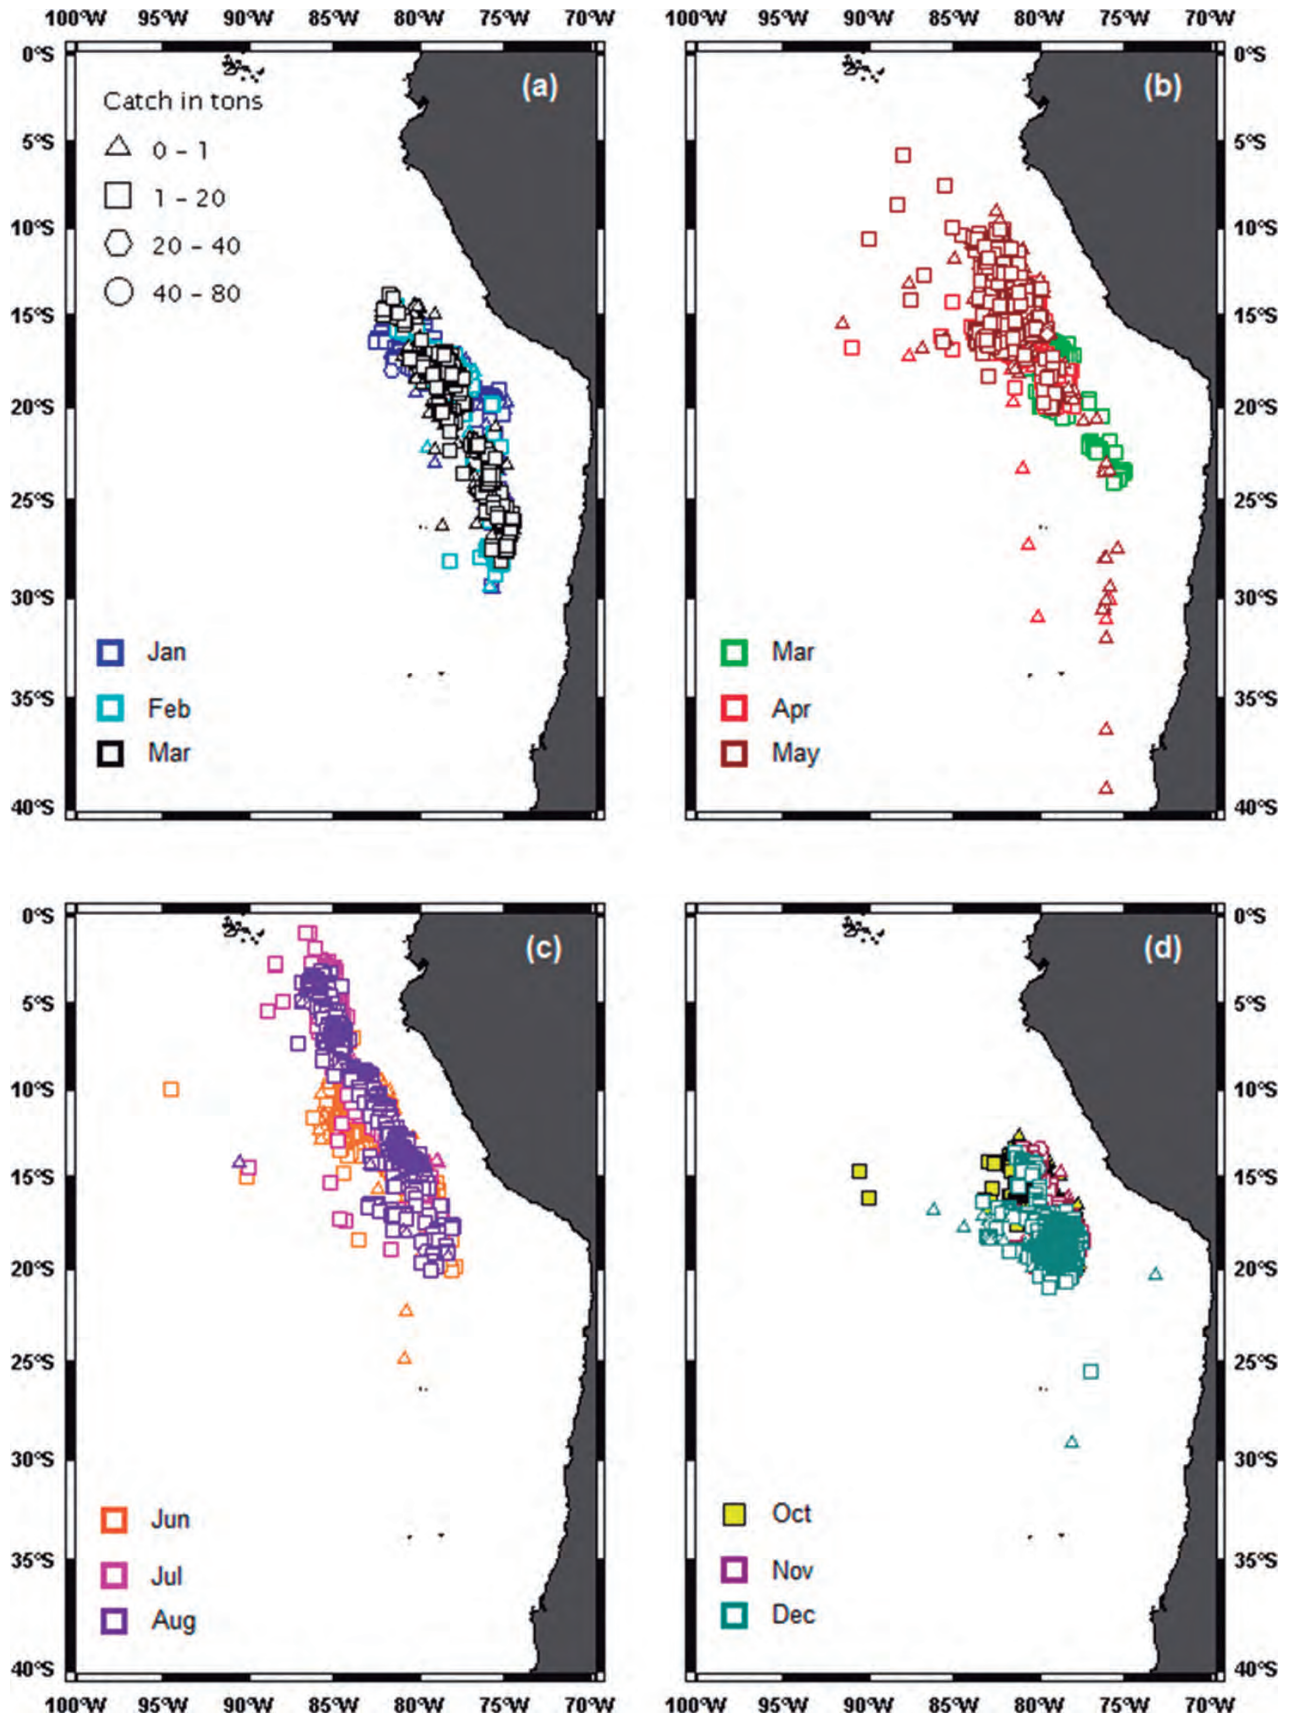 100°W 95°W 90°W 85°W 80°W 75°W 70°W 100°W 95°W 90°W 85°W 80°W 75°W 70°W
0°S (a) (b) 0°S
Catch in tons
0 - 1
5°S 5°S
1 - 20
10°S 10°S
20 - 40
40 - 80
15°S 15°S
20°S 20°S
25°S 25°S
30°S 30°S
Jan Mar
35°S 35°S
Feb Apr
Mar May
40°S 40°S
0°S (c) (d) 0°S
5°S 5°S
10°S 10°S
15°S 15°S
20°S 20°S
25°S 25°S
30°S 30°S
Jun Oct
35°S 35°S
Jul Nov
Aug Dec
40°S 40°S
100°W 95°W 90°W 85°W 80°W 75°W 70°W 100°W 95°W 90°W 85°W 80°W 75°W 70°W